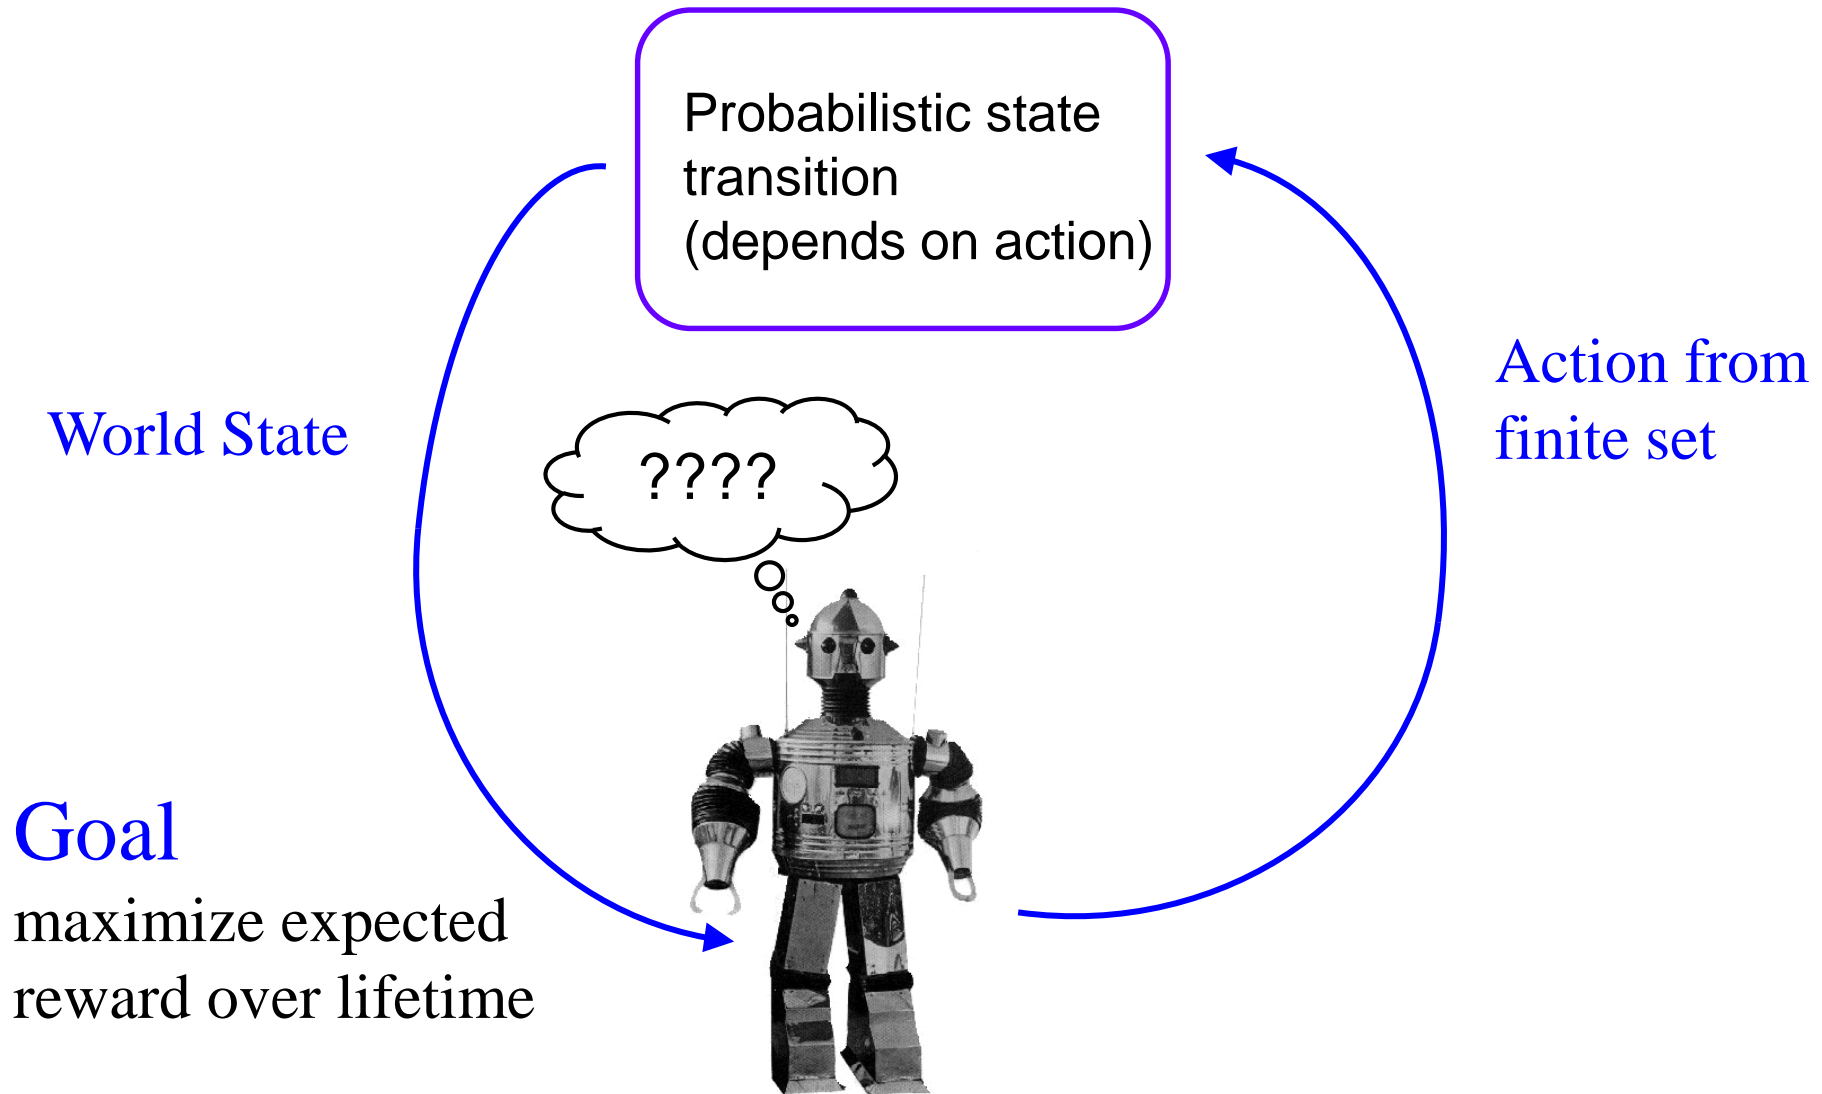 Probabilistic state
transition
(depends on action)
World State
????
Action from
finite set
Goal
maximize expected
reward over lifetime